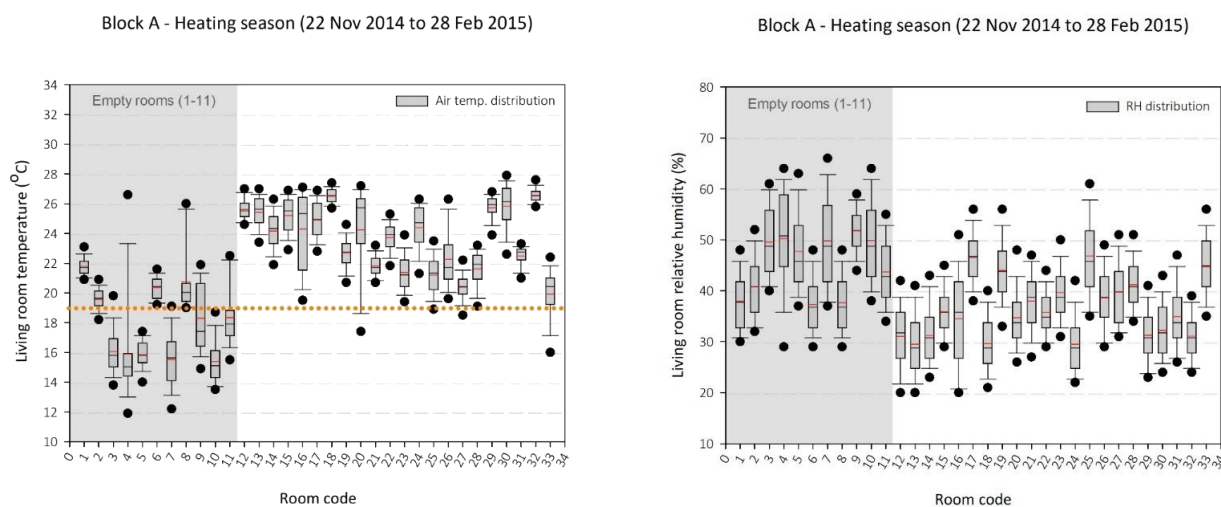 Block A - Heating season (22 Nov 2014 to 28 Feb 2015)
Empty rooms (1-11)
Air temp. distribution
Living room temperature (°C)
34
32
30
28
26
24
22
20
18
16
14
12
10
0 1 2 3 4 5 6 7 8 9 10 11 12 13 14 15 16 17 18 19 20 21 22 23 24 25 26 27 28 29 30 31 32 33 34
Room code
Block A - Heating season (22 Nov 2014 to 28 Feb 2015)
Empty rooms (1-11)
RH distribution
Living room relative humidity (%)
80
70
60
50
40
30
20
10
0 1 2 3 4 5 6 7 8 9 10 11 12 13 14 15 16 17 18 19 20 21 22 23 24 25 26 27 28 29 30 31 32 33 34
Room code